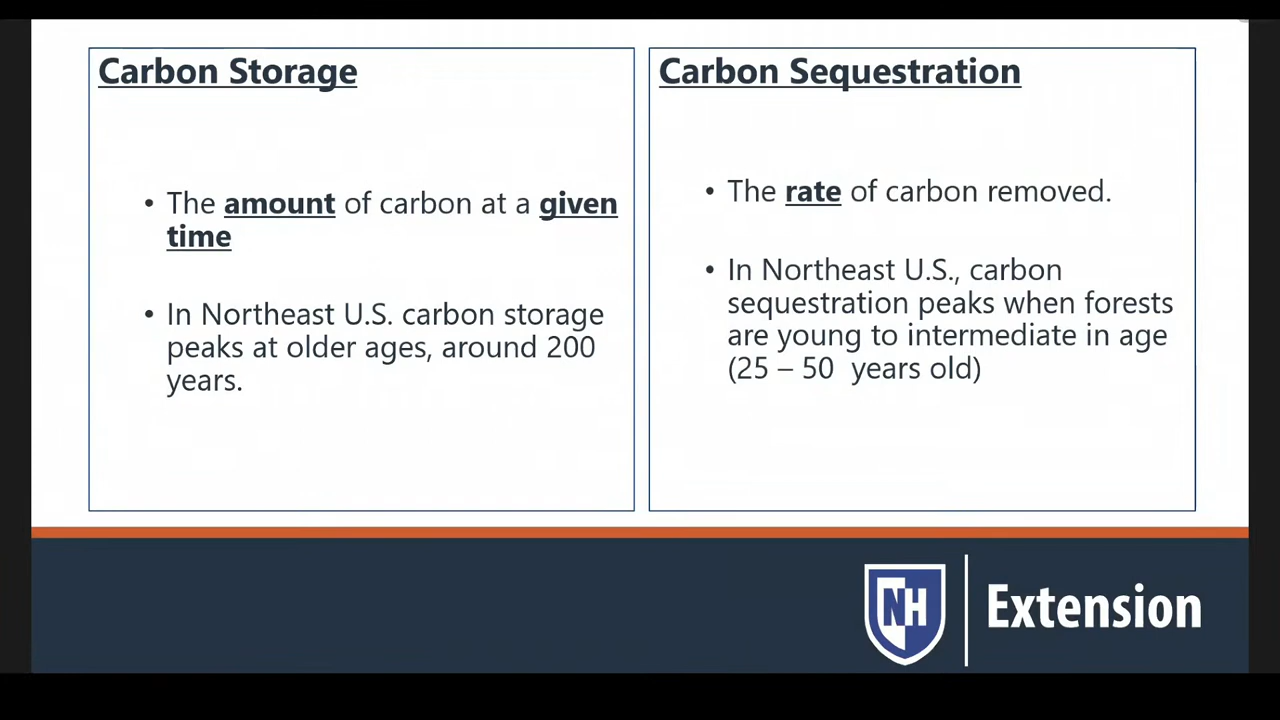 Carbon Storage
• The amount of carbon at a given
time
• In Northeast U.S. carbon storage
peaks at older ages, around 200
years.
Carbon Sequestration
• The rate of carbon removed.
• In Northeast U.S., carbon
sequestration peaks when forests
are young to intermediate in age
(25 – 50  years old)
NH
Extension